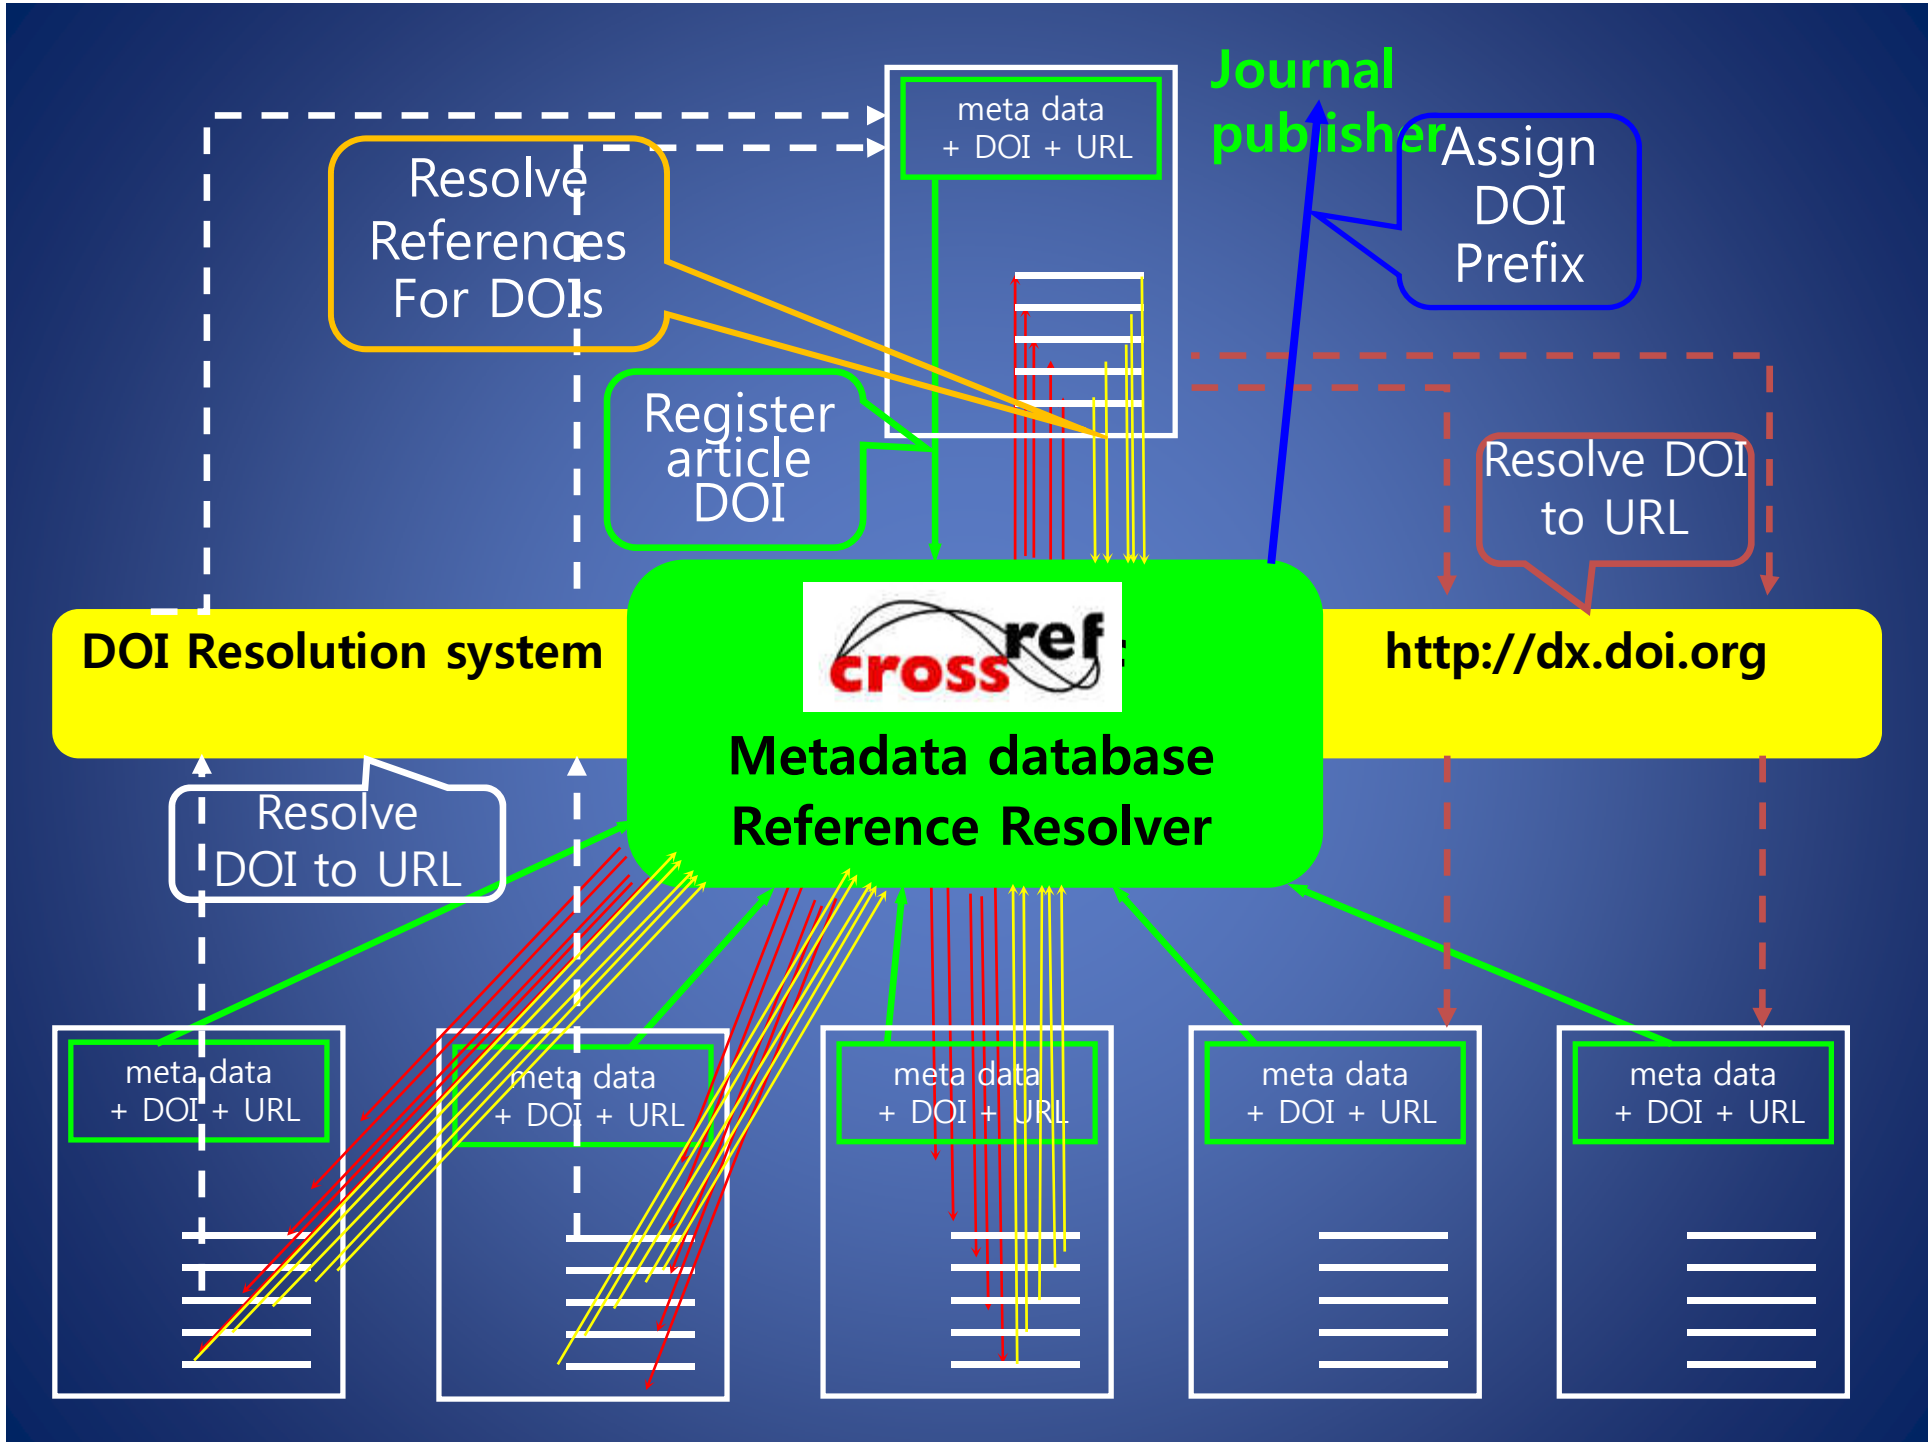 Journal
publisher
meta data
+ DOI + URL
Assign
DOI
Prefix
Resolve
References
For DOIs
Register
article
DOI
Resolve DOI
to URL
DOI Resolution system
cross
ref
http://dx.doi.org
Metadata database
Reference Resolver
Resolve
DOI to URL
meta data
+ DOI + URL
meta data
+ DOI + URL
meta data
+ DOI + URL
meta data
+ DOI + URL
meta data
+ DOI + URL